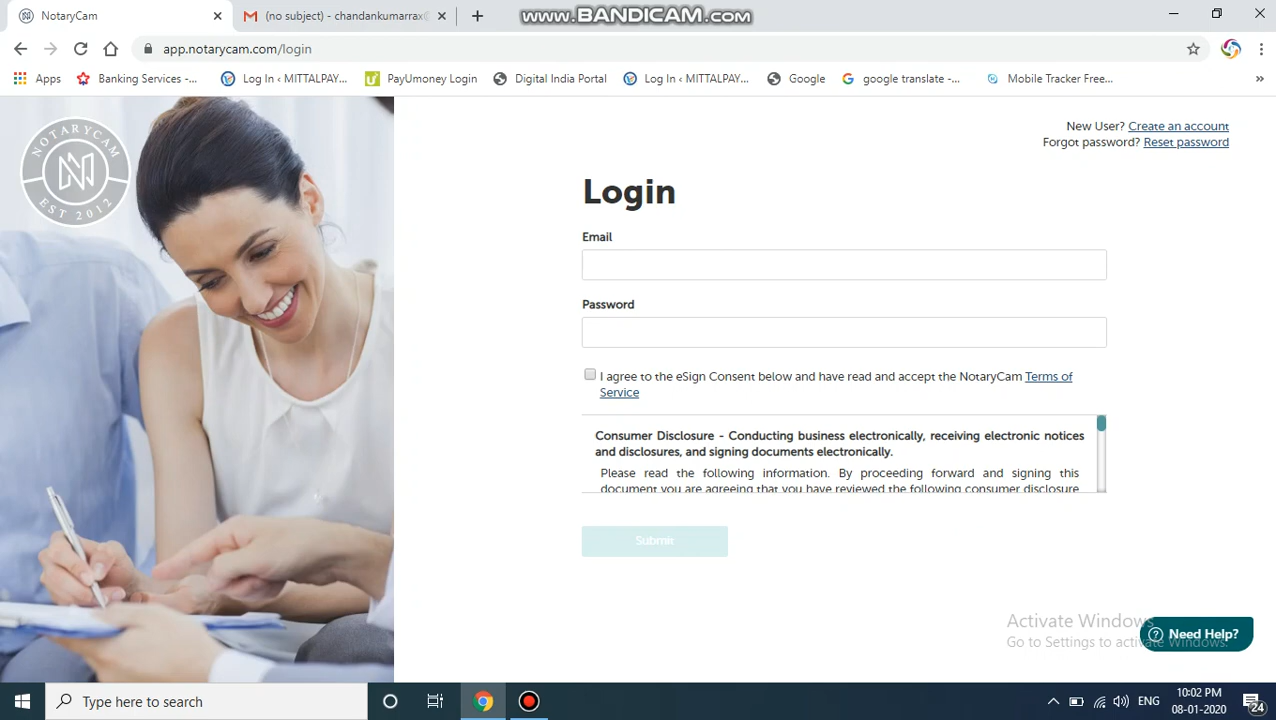 NotaryCam
(no subject) - chandankumarrax
WWW.BANDICAM.COM
app.notarycam.com/login
Apps
Banking Services -...
Log In ‹ MITTALPAY...
PayUmoney Login
Digital India Portal
Log In ‹ MITTALPAY...
Google
google translate -...
Mobile Tracker Free...
»
NOTARYCAM
N
EST 2012
New User? Create an account
Forgot password? Reset password
Login
Email
Password
I agree to the eSign Consent below and have read and accept the NotaryCam Terms of
Service
Consumer Disclosure - Conducting business electronically, receiving electronic notices
and disclosures, and signing documents electronically.
Please read the following information. By proceeding forward and signing this
document you are agreeing that you have reviewed the following consumer disclosure
Submit
Activate Windows
Go to Settings to activate Windows.
Need Help?
Type here to search
ENG
10:02 PM
08-01-2020
24